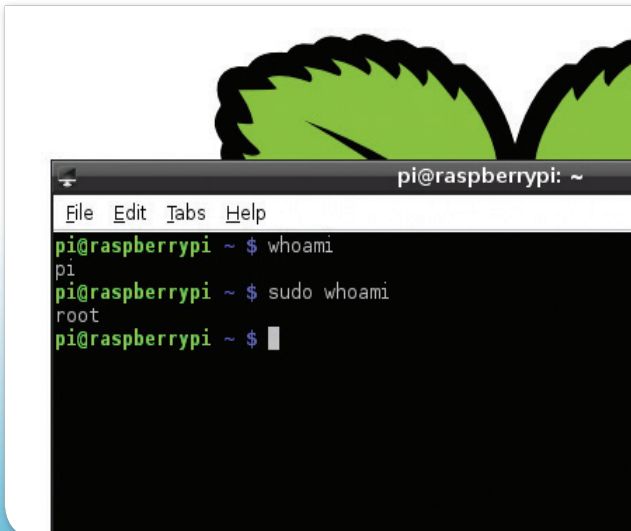 pi@raspberrypi: ~
File Edit Tabs Help
pi@raspberrypi ~ $ whoami
pi
pi@raspberrypi ~ $ sudo whoami
root
pi@raspberrypi ~ $